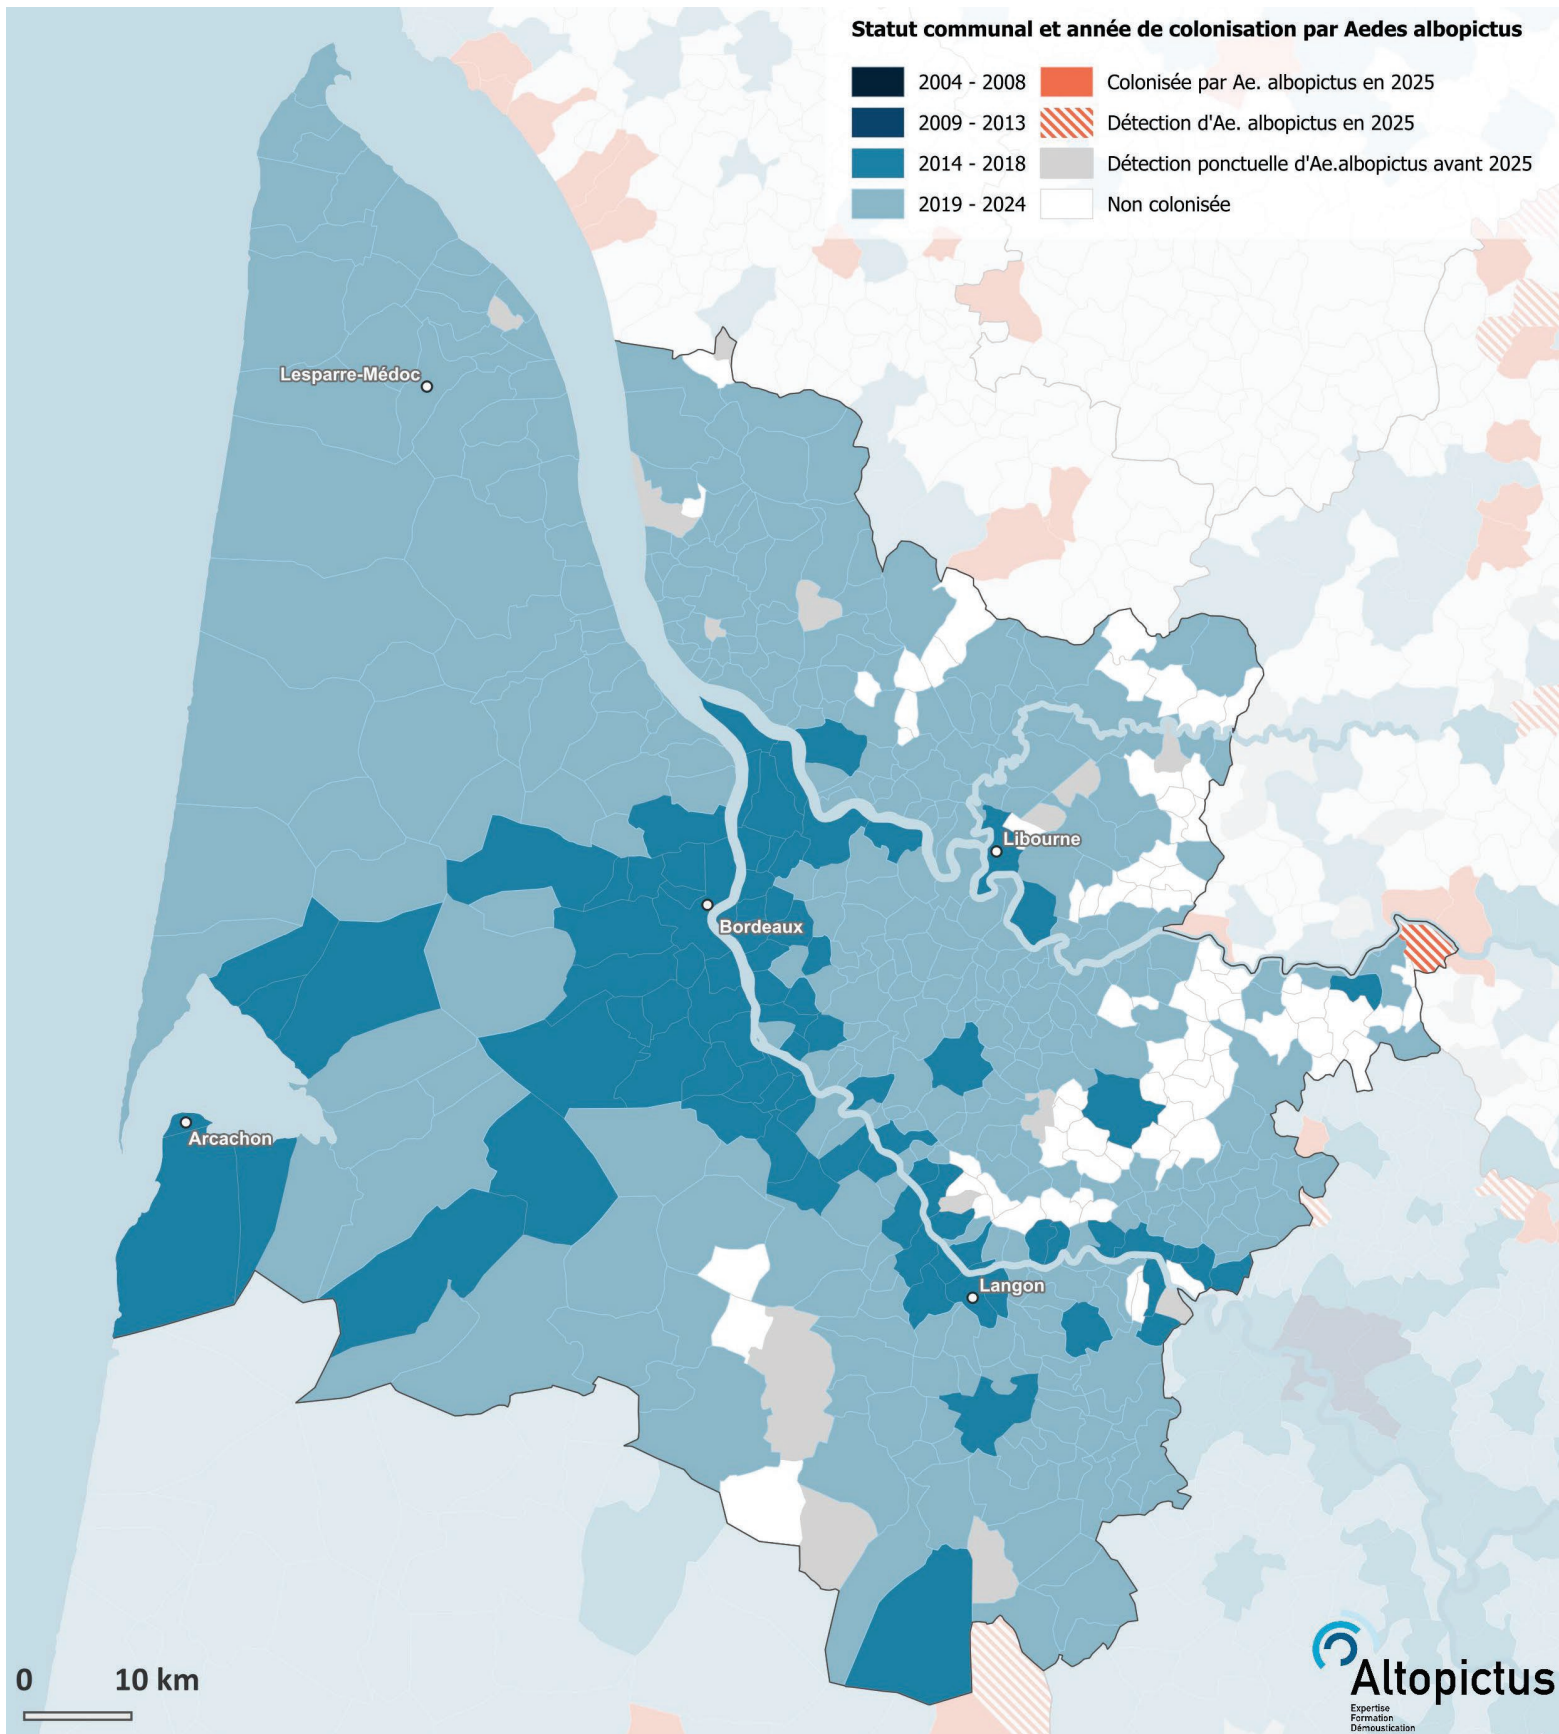 Statut communal et année de colonisation par Aedes albopictus
2004 - 2008
Colonisée par Ae. albopictus en 2025
2009 - 2013
Détection d'Ae. albopictus en 2025
2014 - 2018
Détection ponctuelle d'Ae.albopictus avant 2025
2019 - 2024
Non colonisée
Lesparre-Médoc
Libourne
Bordeaux
Arcachon
Langon
0 10 km
Altopictus
Expertise
Formation
Démoustication